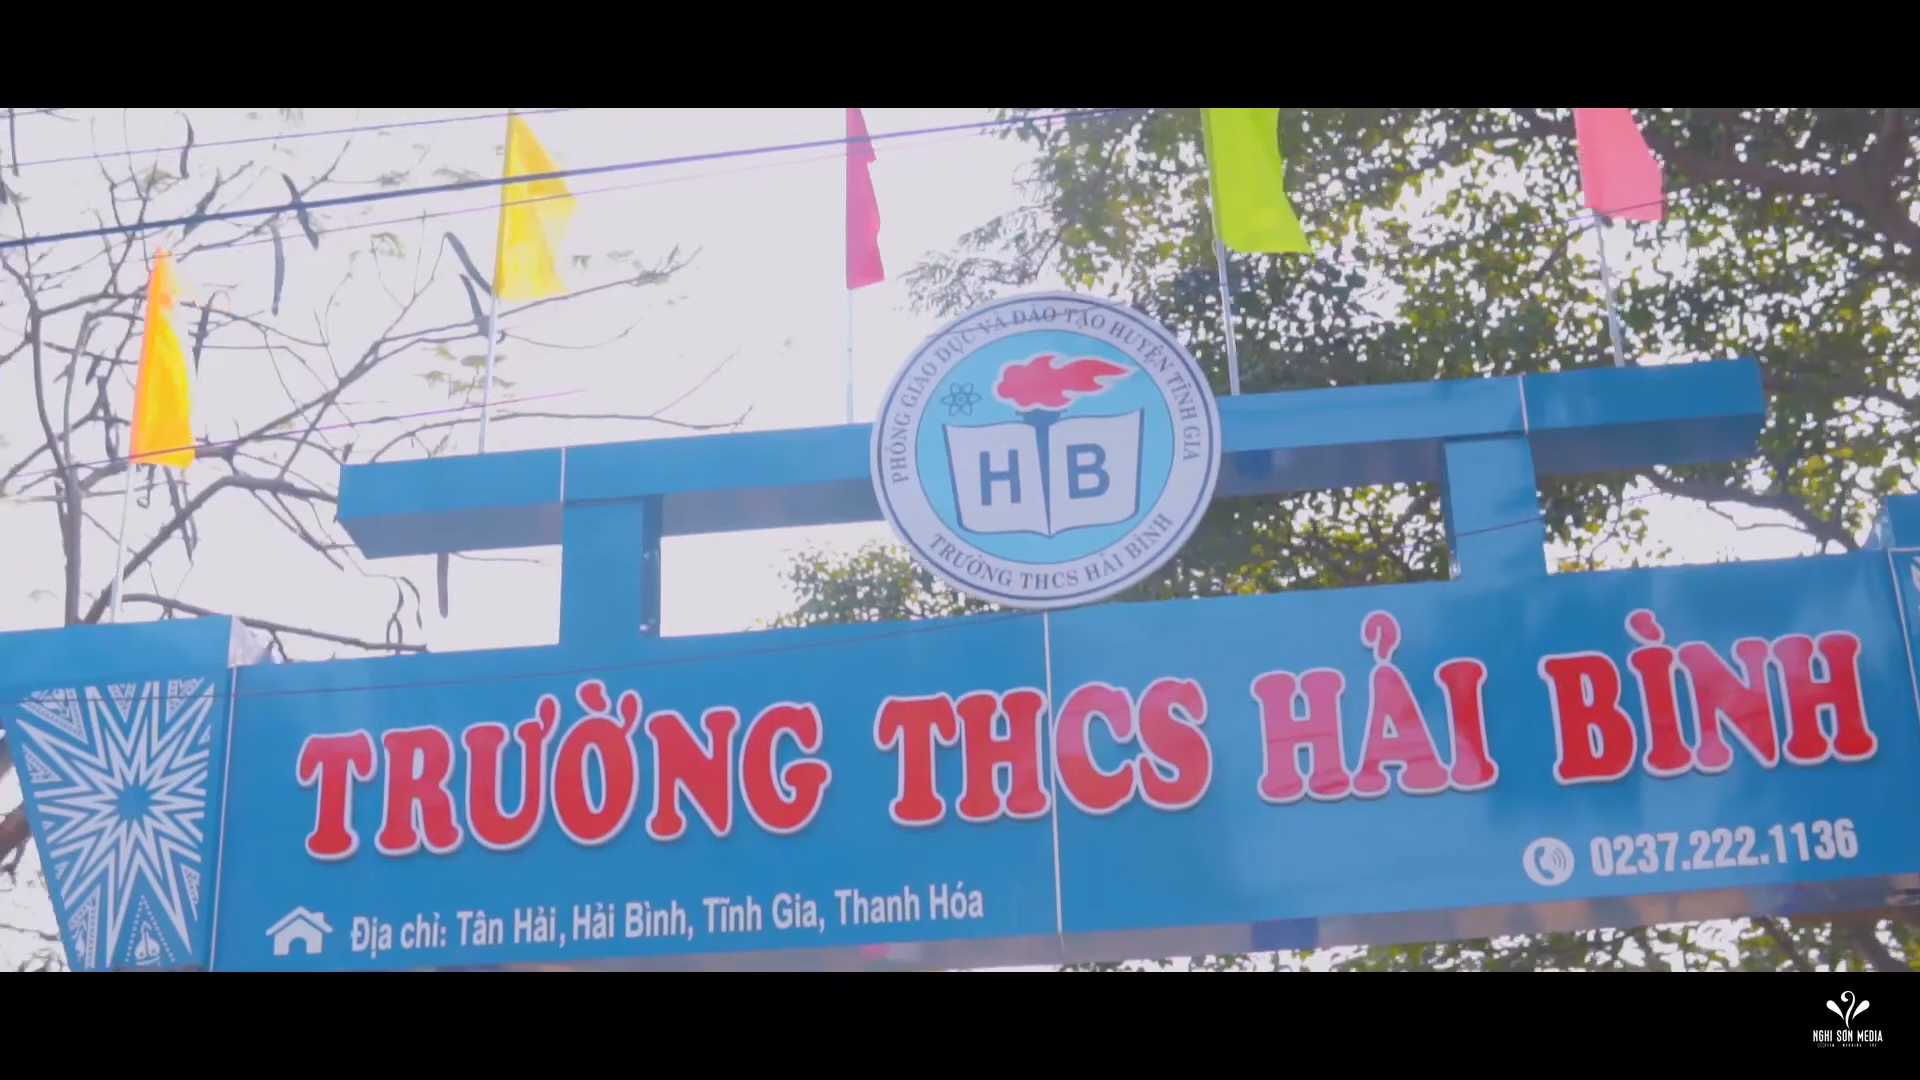 PHÒNG GIÁO DỤC VÀ ĐÀO TẠO HUYỆN TĨNH GIA
H B
TRƯỜNG THCS HẢI BÌNH
TRƯỜNG THCS HẢI BÌNH
0237.222.1136
Địa chỉ: Tân Hải, Hải Bình, Tĩnh Gia, Thanh Hóa
NGHI SƠN MEDIA